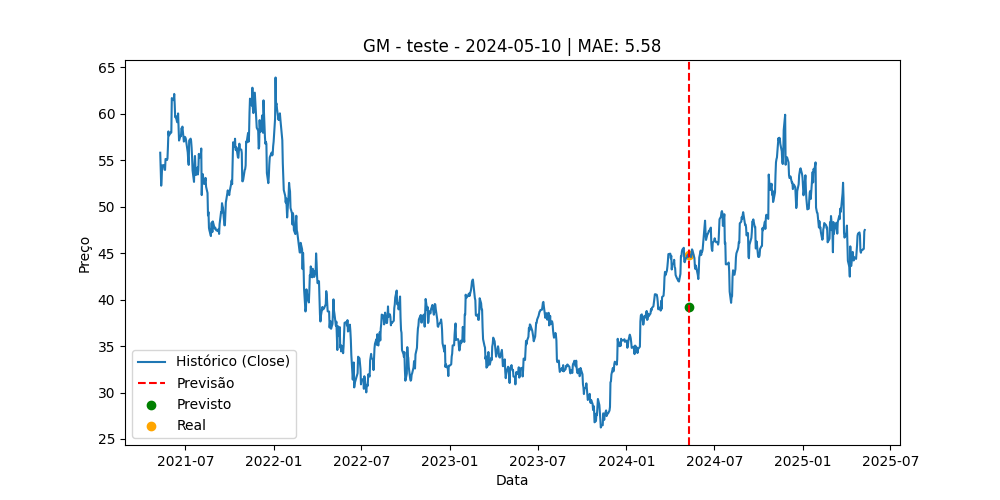 GM - teste - 2024-05-10 | MAE: 5.58
Preço
65
60
55
50
45
40
35
30
25
Histórico (Close)
Previsão
Previsto
Real
2021-07 2022-01 2022-07 2023-01 2023-07 2024-01 2024-07 2025-01 2025-07
Data